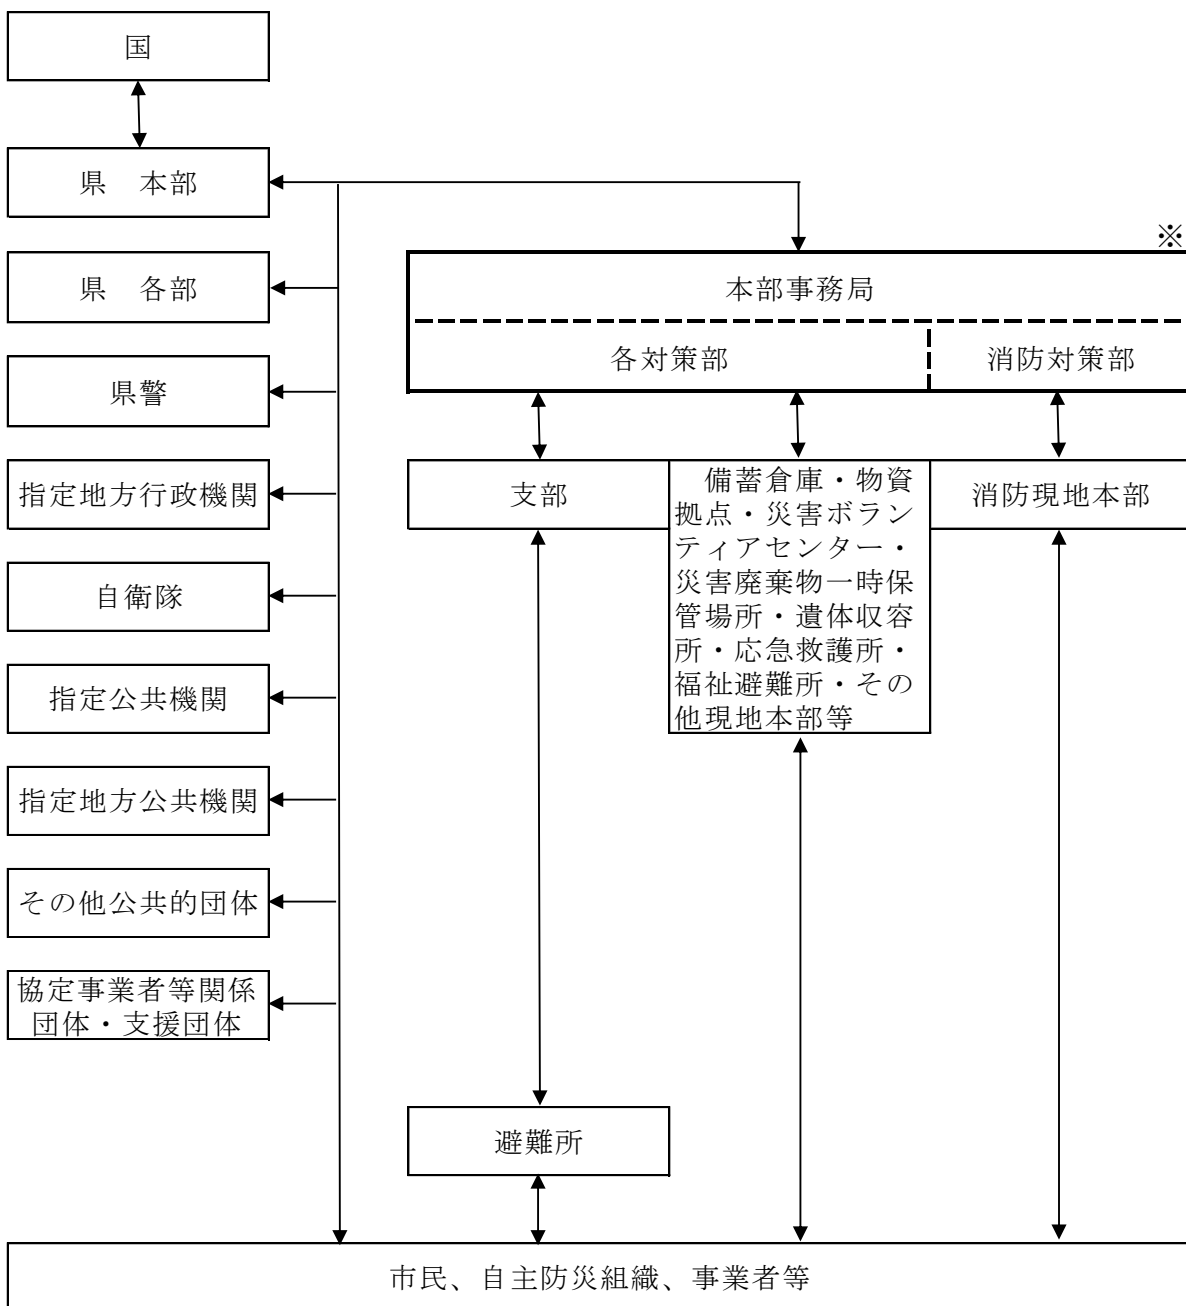 国
県　本部
※
県　各部
本部事務局
各対策部
消防対策部
県警
指定地方行政機関
支部
備蓄倉庫・物資
拠点・災害ボラン
ティアセンター・
災害廃棄物一時保
管場所・遺体収容
所・応急救護所・
福祉避難所・その
他現地本部等
消防現地本部
自衛隊
指定公共機関
指定地方公共機関
その他公共的団体
協定事業者等関係
団体・支援団体
避難所
市民、自主防災組織、事業者等